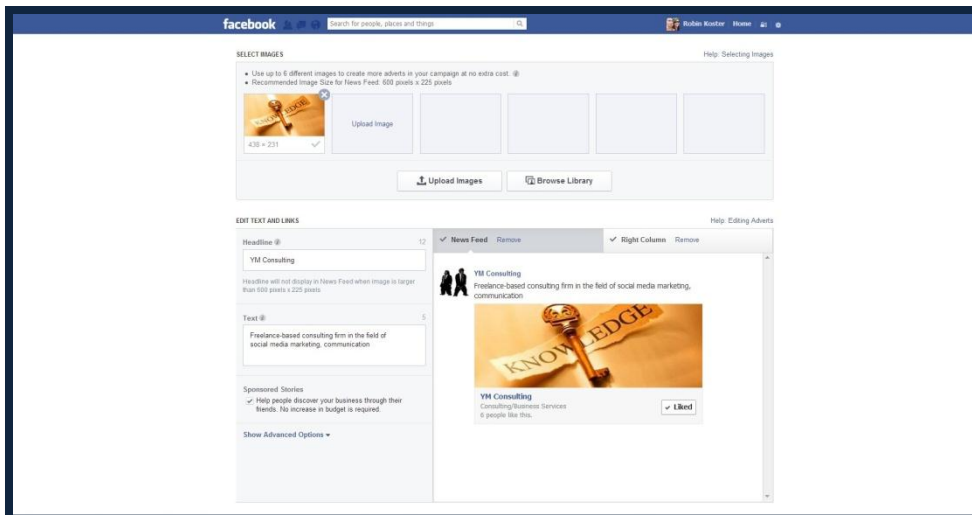 facebook
Search for people, places and things
Robin Koster Home
SELECT IMAGES
Help: Selecting Images
Use up to 6 different images to create more adverts in your campaign at no extra cost.
Recommended Image Size for News Feed: 600 pixels x 225 pixels
KNOWLEDGE
438 × 231
Upload Image
Upload Images
Browse Library
EDIT TEXT AND LINKS
Help: Editing Adverts
Headline
12
YM Consulting
Headline will not display in News Feed when image is larger
than 600 pixels x 225 pixels
Text
5
Freelance-based consulting firm in the field of
social media marketing, communication
Sponsored Stories
Help people discover your business through their
friends. No increase in budget is required.
Show Advanced Options
News Feed Remove
Right Column Remove
YM Consulting
Freelance-based consulting firm in the field of social media marketing,
communication
KNOWLEDGE
YM Consulting
Consulting/Business Services
6 people like this.
Liked